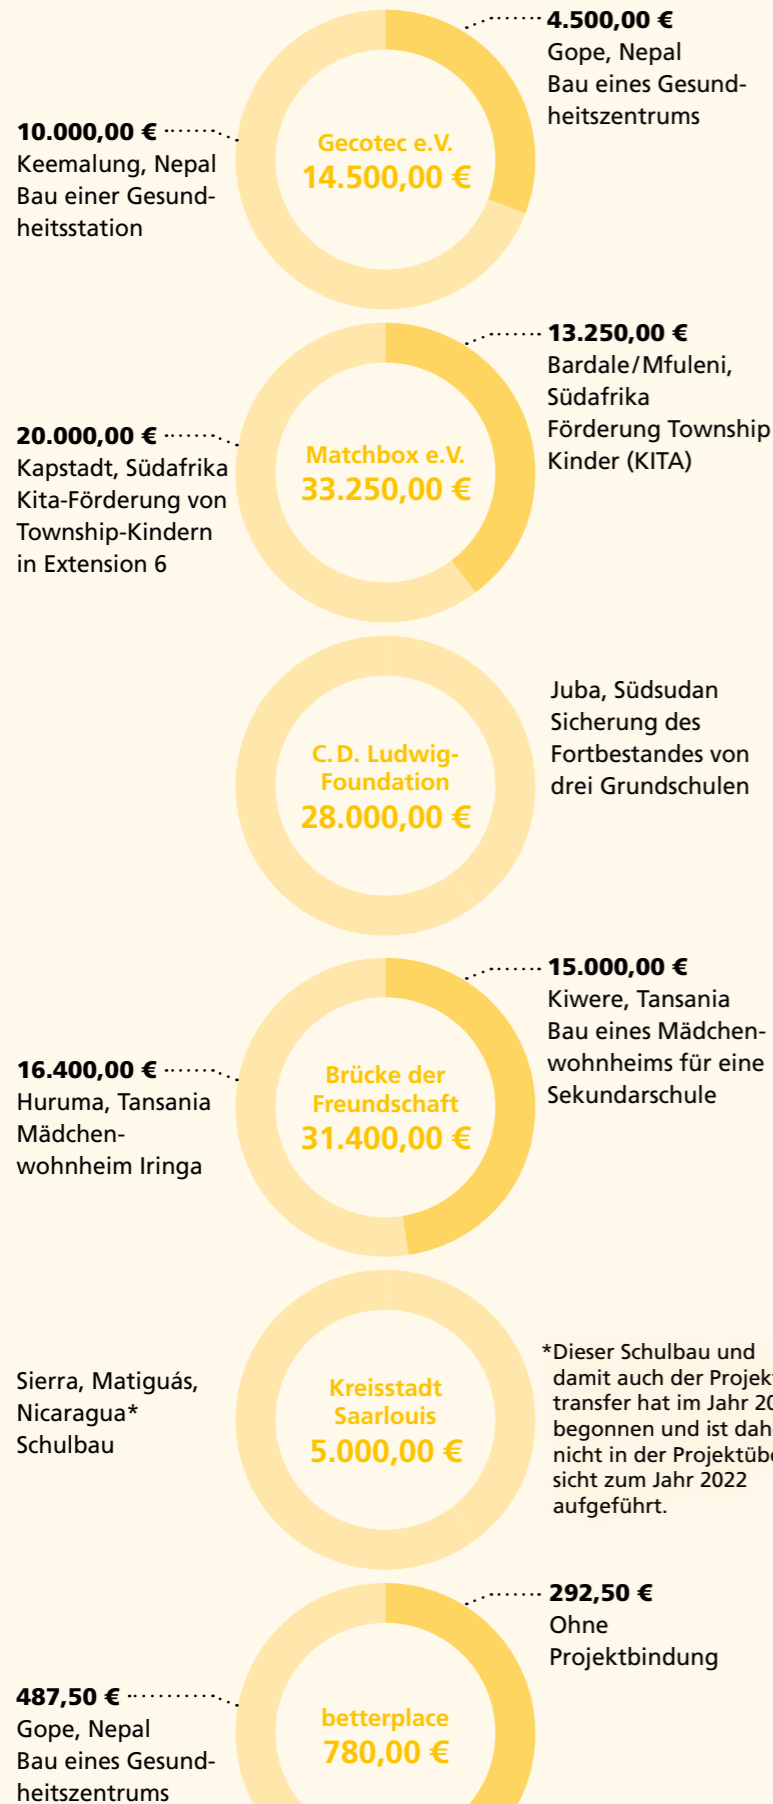 4.500,00 €
Gope, Nepal
Bau eines Gesund-
heitszentrums
10.000,00 €
Keemalung, Nepal
Bau einer Gesund-
heitsstation
Gecotec e.V.
14.500,00 €
13.250,00 €
Bardale/Mfuleni,
Südafrika
Förderung Township
Kinder (KITA)
20.000,00 €
Kapstadt, Südafrika
Kita-Förderung von
Township-Kindern
in Extension 6
Matchbox e.V.
33.250,00 €
Juba, Südsudan
Sicherung des
Fortbestandes von
drei Grundschulen
C. D. Ludwig-
Foundation
28.000,00 €
15.000,00 €
Kiwere, Tansania
Bau eines Mädchen-
wohnheims für eine
Sekundarschule
16.400,00 €
Huruma, Tansania
Mädchen-
wohnheim Iringa
Brücke der
Freundschaft
31.400,00 €
Sierra, Matiguás,
Nicaragua*
Schulbau
Kreisstadt
Saarlouis
5.000,00 €
*Dieser Schulbau und
damit auch der
transfer hat im Jahr
begonnen und ist
nicht in der
sicht zum Jahr 2022
aufgeführt.
292,50 €
Ohne
Projektbindung
487,50 €
Gope, Nepal
Bau eines Gesund-
heitszentrums
betterplace
780,00 €